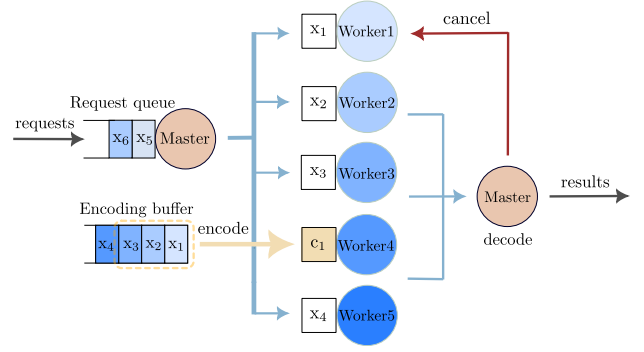 cancel
x₁ Worker1
x₂ Worker2
Request queue
requests
x₆ x₅ Master
x₃ Worker3
results
Master
decode
Encoding buffer
encode
x₄ x₃ x₂ x₁
c₁ Worker4
x₄ Worker5